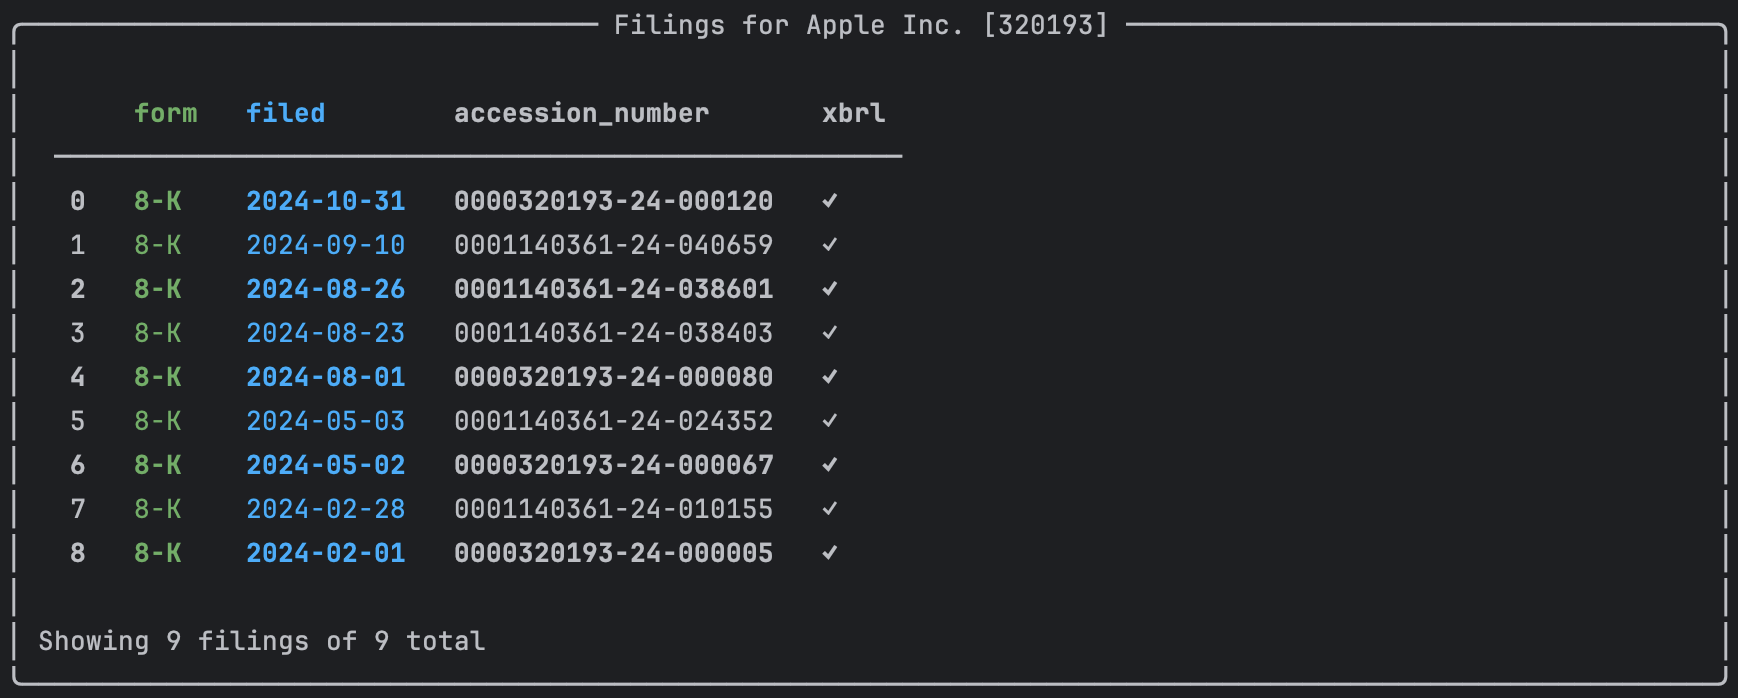 Filings for Apple Inc. [320193]
form filed accession_number xbrl
0 8-K 2024-10-31 0000320193-24-000120 ✓
1 8-K 2024-09-10 0001140361-24-040659 ✓
2 8-K 2024-08-26 0001140361-24-038601 ✓
3 8-K 2024-08-23 0001140361-24-038403 ✓
4 8-K 2024-08-01 0000320193-24-000080 ✓
5 8-K 2024-05-03 0001140361-24-024352 ✓
6 8-K 2024-05-02 0000320193-24-000067 ✓
7 8-K 2024-02-28 0001140361-24-010155 ✓
8 8-K 2024-02-01 0000320193-24-000005 ✓
Showing 9 filings of 9 total